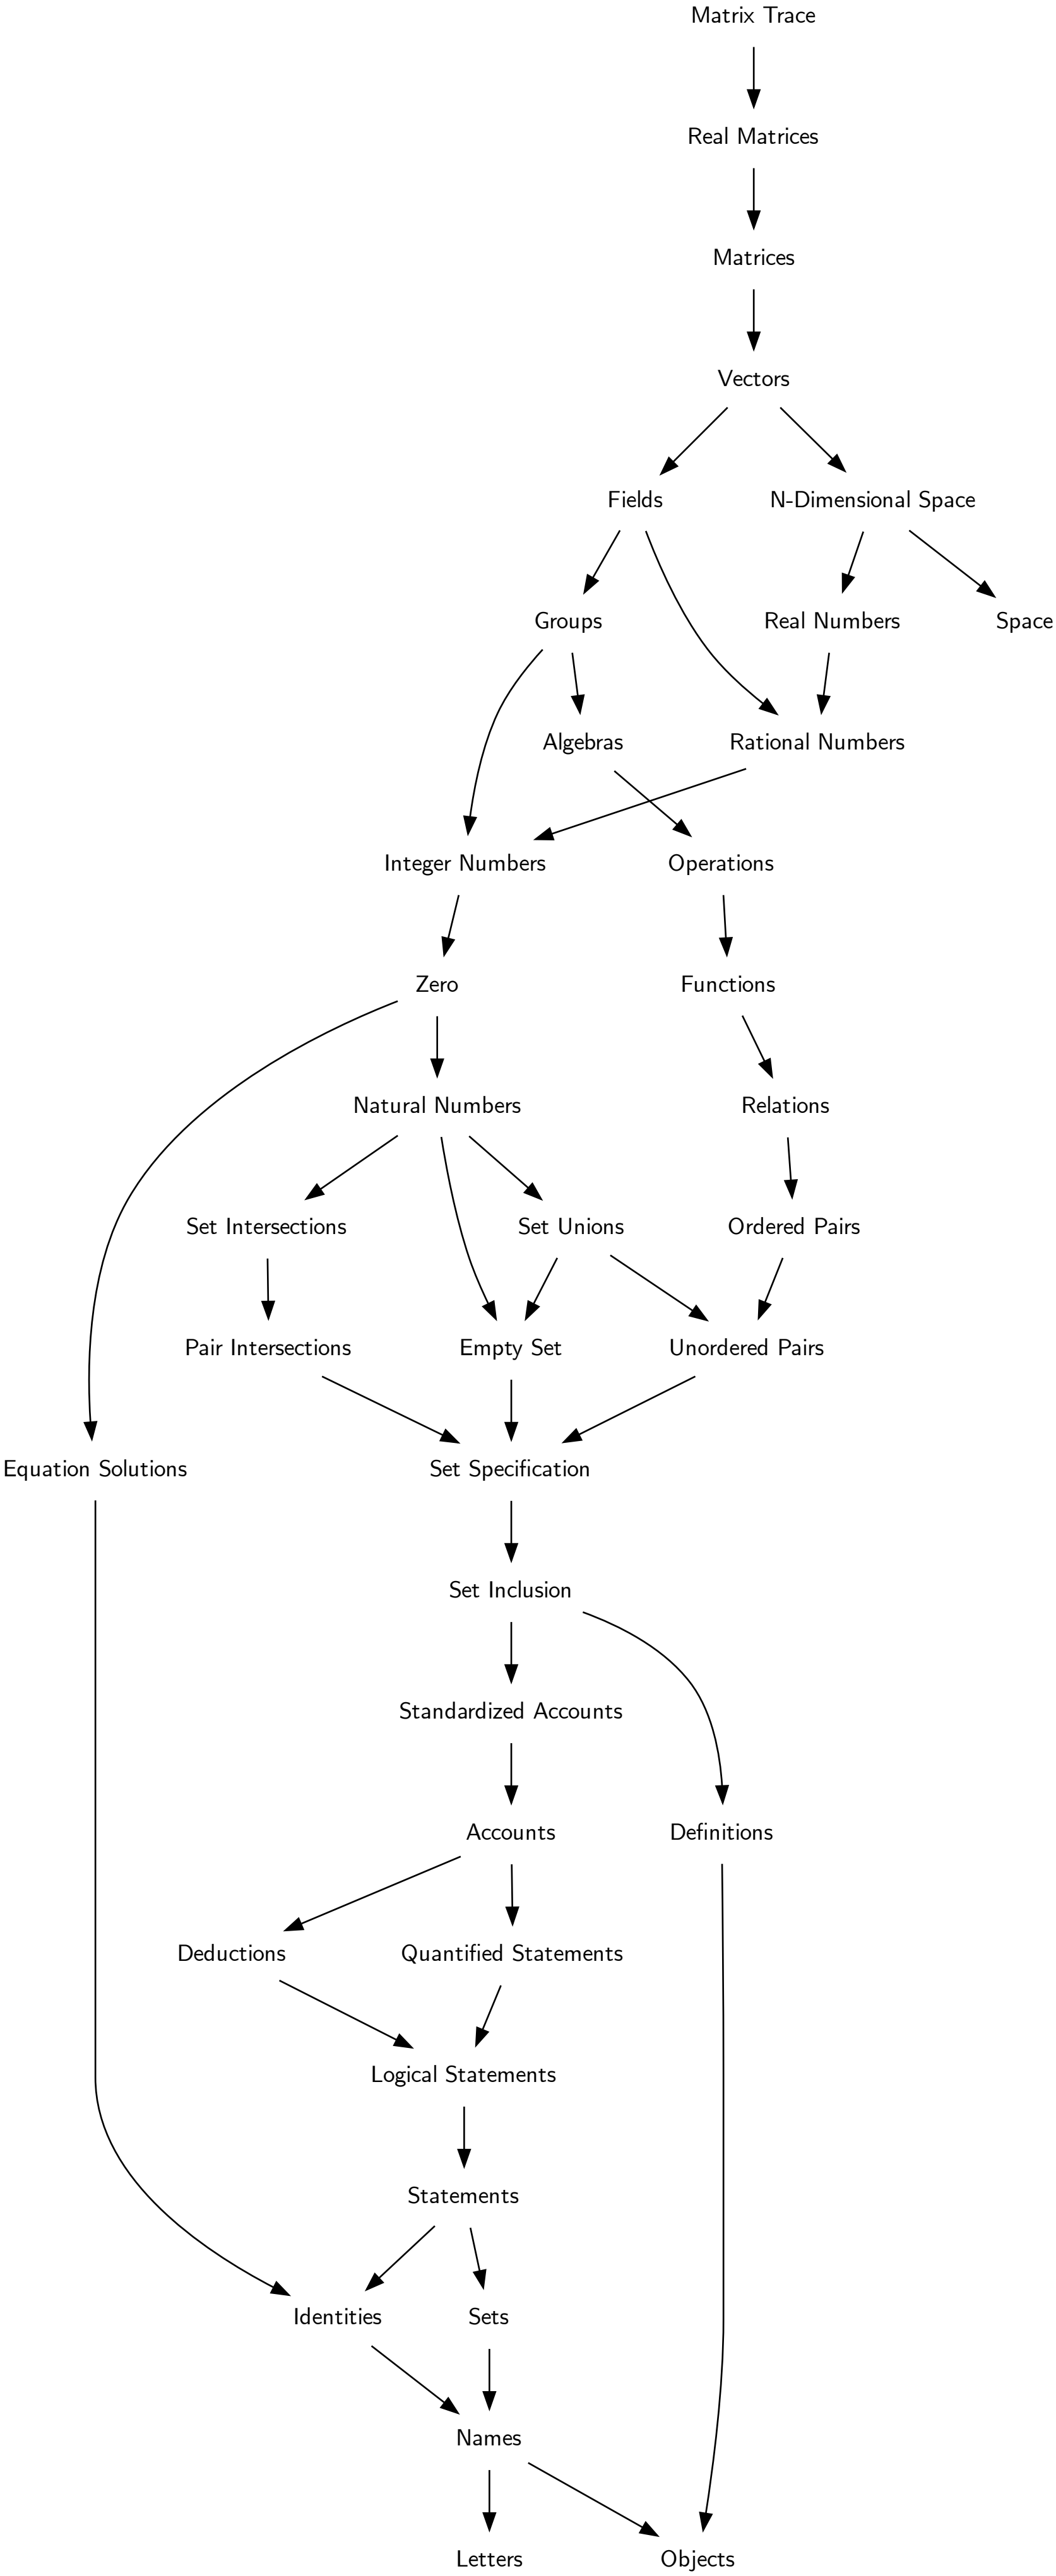 Matrix Trace
Real Matrices
Matrices
Vectors
Fields
N-Dimensional Space
Groups
Real Numbers
Space
Algebras
Rational Numbers
Integer Numbers
Operations
Zero
Functions
Natural Numbers
Relations
Set Intersections
Set Unions
Ordered Pairs
Pair Intersections
Empty Set
Unordered Pairs
Equation Solutions
Set Specification
Set Inclusion
Standardized Accounts
Accounts
Definitions
Deductions
Quantified Statements
Logical Statements
Statements
Identities
Sets
Names
Letters
Objects